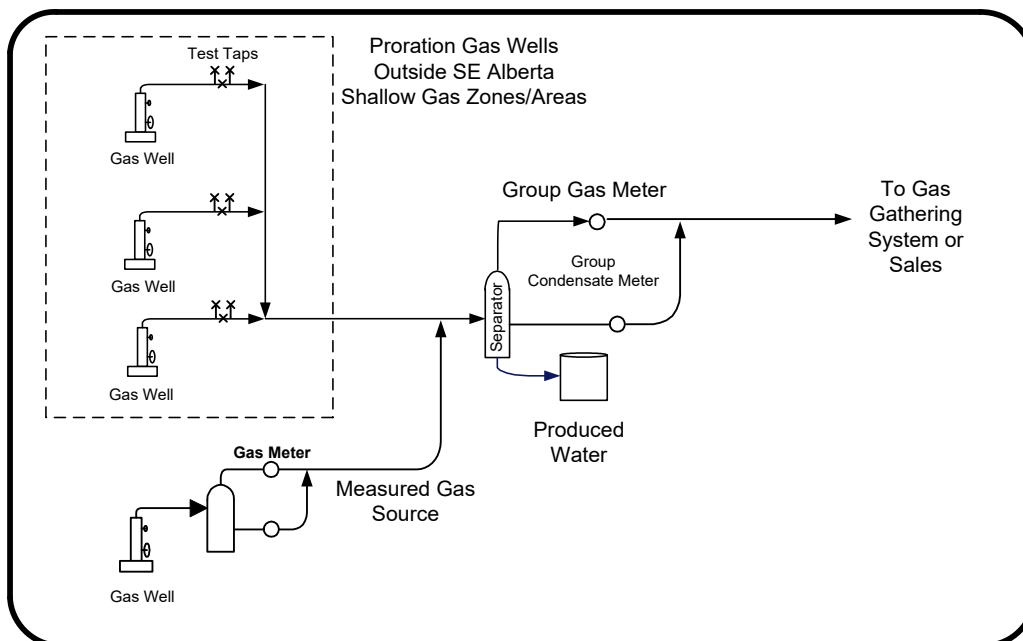 Test Taps
Proration Gas Wells
Outside SE Alberta
Shallow Gas Zones/Areas
Gas Well
Gas Well
Gas Well
Group Gas Meter
Group
Condensate Meter
To Gas
Gathering
System or
Sales
Separator
Produced
Water
Gas Meter
Measured Gas
Source
Gas Well